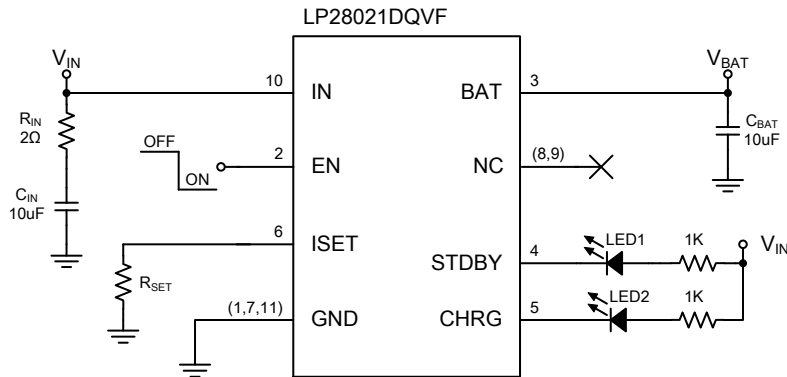 LP28021DQVF
VIN
VBAT
10
IN
BAT
3
RIN
2Ω
CBAT
10uF
OFF
ON
2
EN
NC
(8,9)
CIN
10uF
6
ISET
RSET
STDBY
4
LED1
1K
VIN
(1,7,11)
GND
CHRG
5
LED2
1K